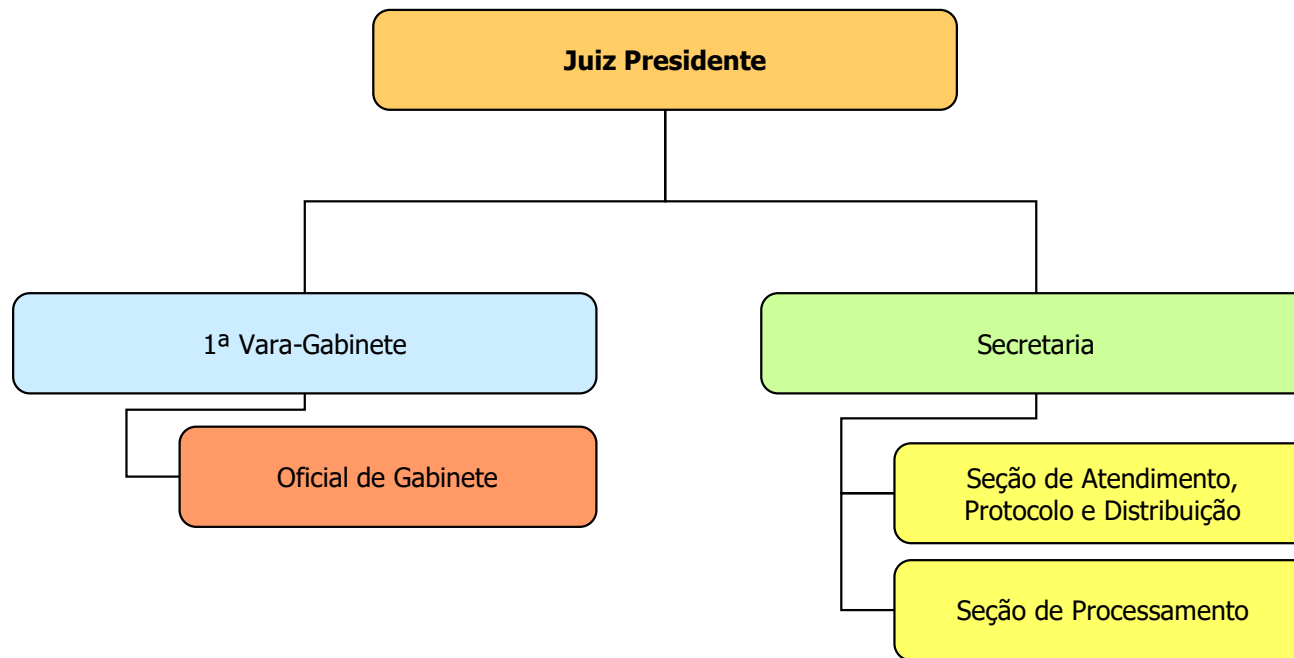 Juiz Presidente
1ª Vara-Gabinete
Secretaria
Oficial de Gabinete
Seção de Atendimento,
Protocolo e Distribuição
Seção de Processamento